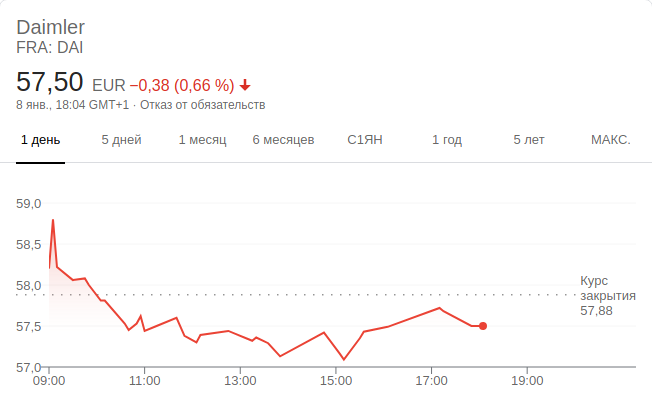 Daimler
FRA: DAI
57,50 EUR −0,38 (0,66 %)
8 янв., 18:04 GMT+1 · Отказ от обязательств
1 день 5 дней 1 месяц 6 месяцев С1ЯН 1 год 5 лет МАКС.
59,0
58,5
58,0
57,5
57,0
Курс
закрытия
57,88
09:00 11:00 13:00 15:00 17:00 19:00